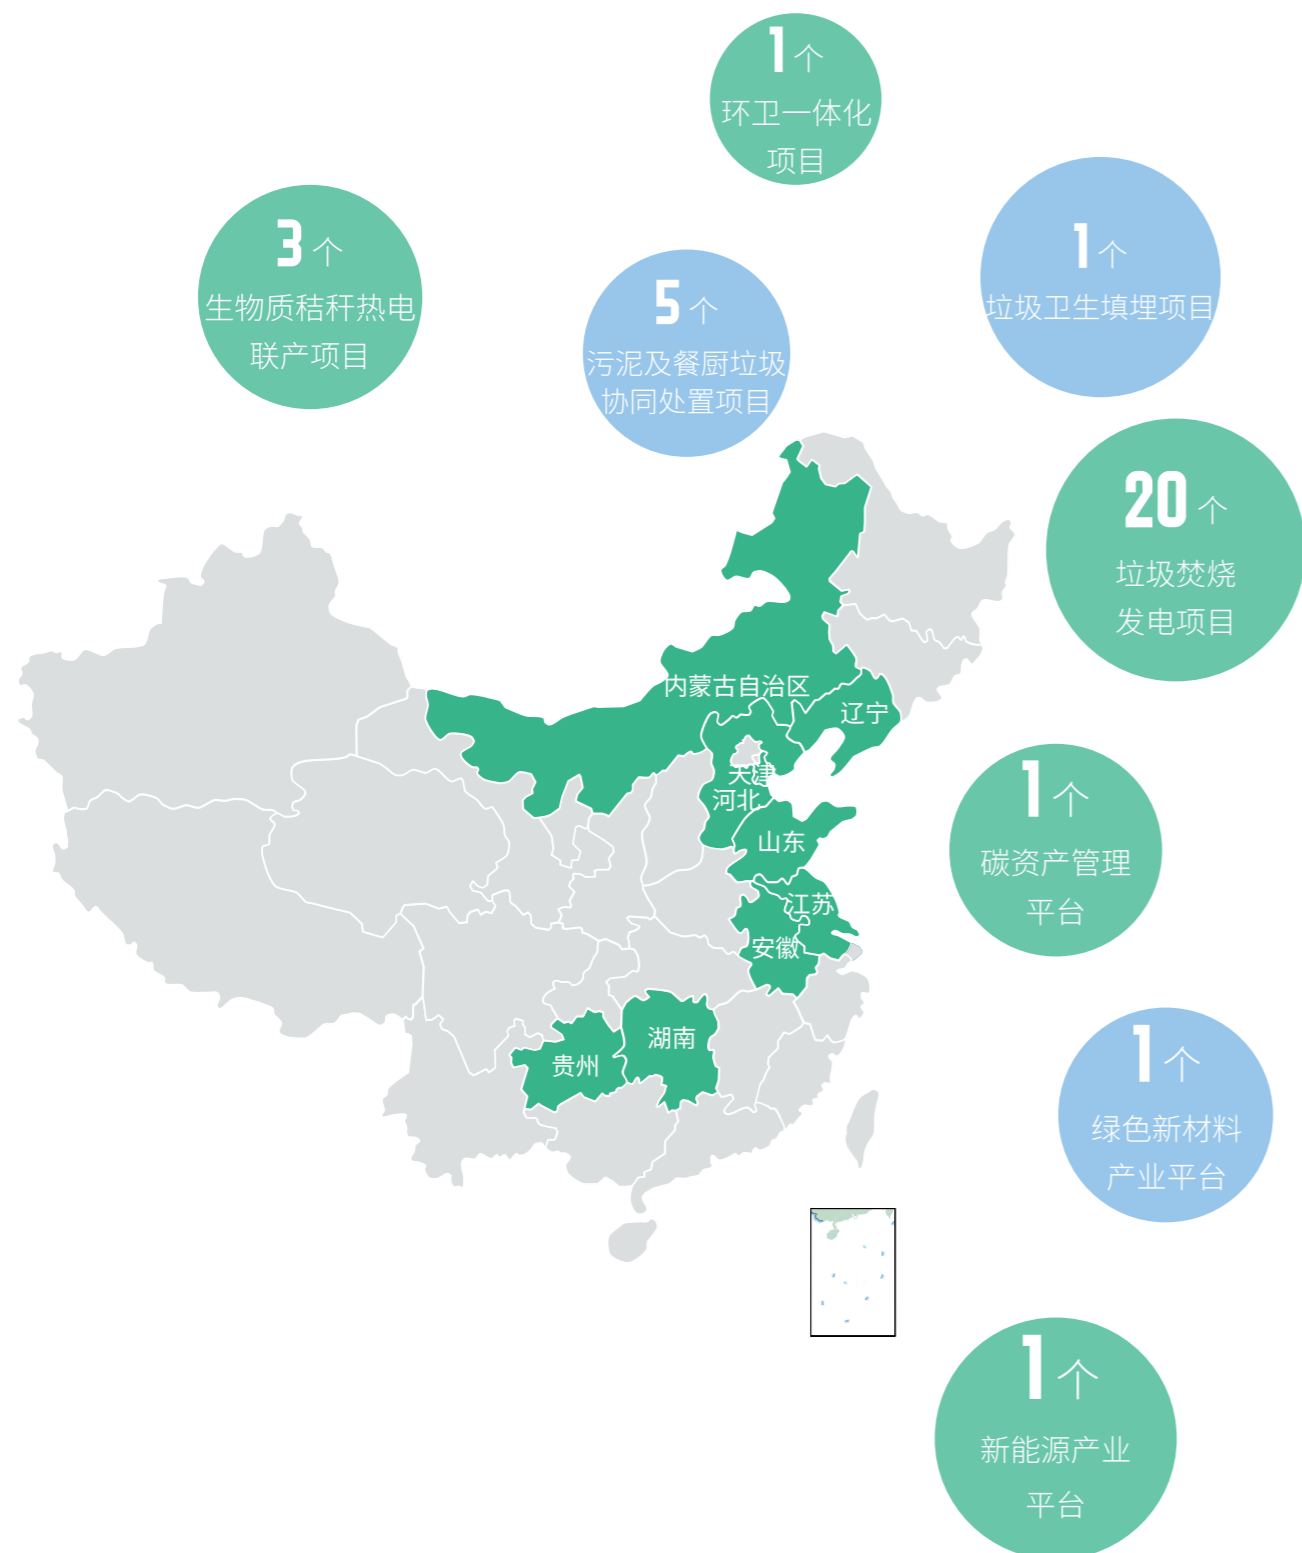 1 个
环卫一体化
项目
3 个
生物质秸秆热电
联产项目
5 个
污泥及餐厨垃圾
协同处置项目
1 个
垃圾卫生填埋项目
20 个
垃圾焚烧
发电项目
内蒙古自治区
辽宁
天津
河北
山东
江苏
安徽
湖南
贵州
1 个
碳资产管理
平台
1 个
绿色新材料
产业平台
1 个
新能源产业
平台